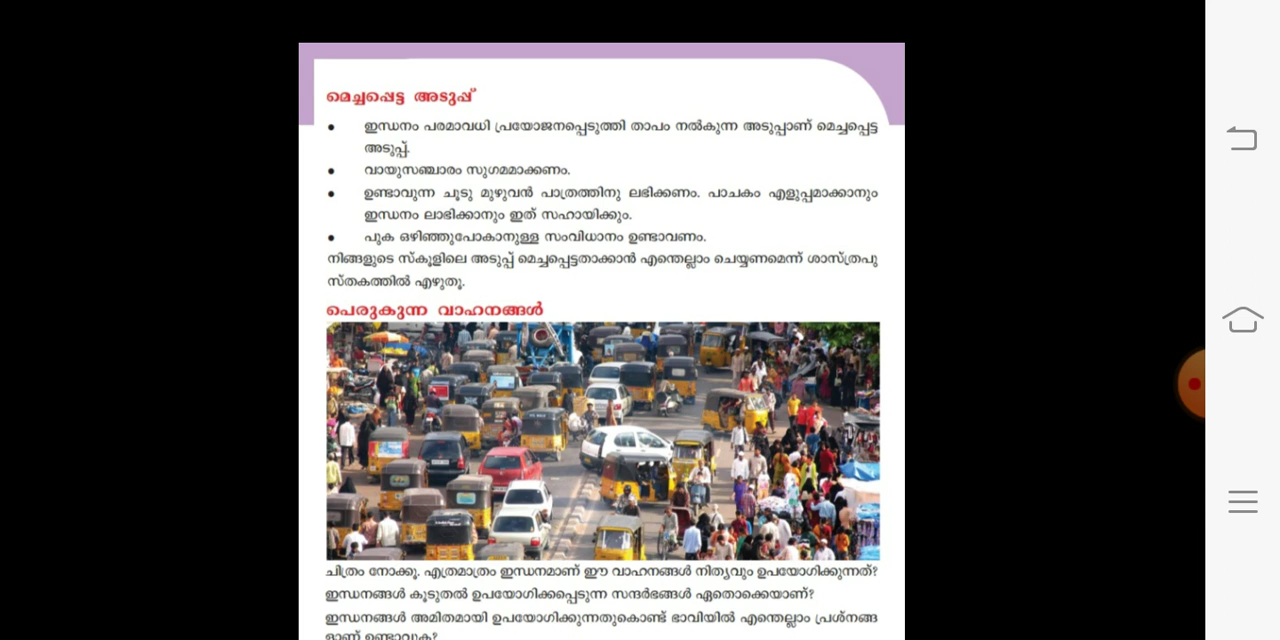 മെച്ചപ്പെട്ട അടുപ്പ്
• ഇന്ധനം പരമാവധി പ്രയോജനപ്പെടുത്തി താപം നൽകുന്ന അടുപ്പാണ് മെച്ചപ്പെട്ട
അടുപ്പ്.
• വായുസഞ്ചാരം സുഗമമാക്കണം.
• ഉണ്ടാവുന്ന ചൂടു മുഴുവൻ പാത്രത്തിനു ലഭിക്കണം. പാചകം എളുപ്പമാക്കാനും
ഇന്ധനം ലാഭിക്കാനും ഇത് സഹായിക്കും.
• പുക ഒഴിഞ്ഞുപോകാനുള്ള സംവിധാനം ഉണ്ടാവണം.
നിങ്ങളുടെ സ്കൂളിലെ അടുപ്പ് മെച്ചപ്പെട്ടതാക്കാൻ എന്തെല്ലാം ചെയ്യണമെന്ന് ശാസ്ത്രപു
സ്തകത്തിൽ എഴുതൂ.
പെരുകുന്ന വാഹനങ്ങൾ
ചിത്രം നോക്കൂ. എത്രമാത്രം ഇന്ധനമാണ് ഈ വാഹനങ്ങൾ നിത്യവും ഉപയോഗിക്കുന്നത്?
ഇന്ധനങ്ങൾ കൂടുതൽ ഉപയോഗിക്കപ്പെടുന്ന സന്ദർഭങ്ങൾ ഏതൊക്കെയാണ്?
ഇന്ധനങ്ങൾ അമിതമായി ഉപയോഗിക്കുന്നതുകൊണ്ട് ഭാവിയിൽ എന്തെല്ലാം പ്രശ്നങ്ങ
ളാണ് ഉണ്ടാവുക?